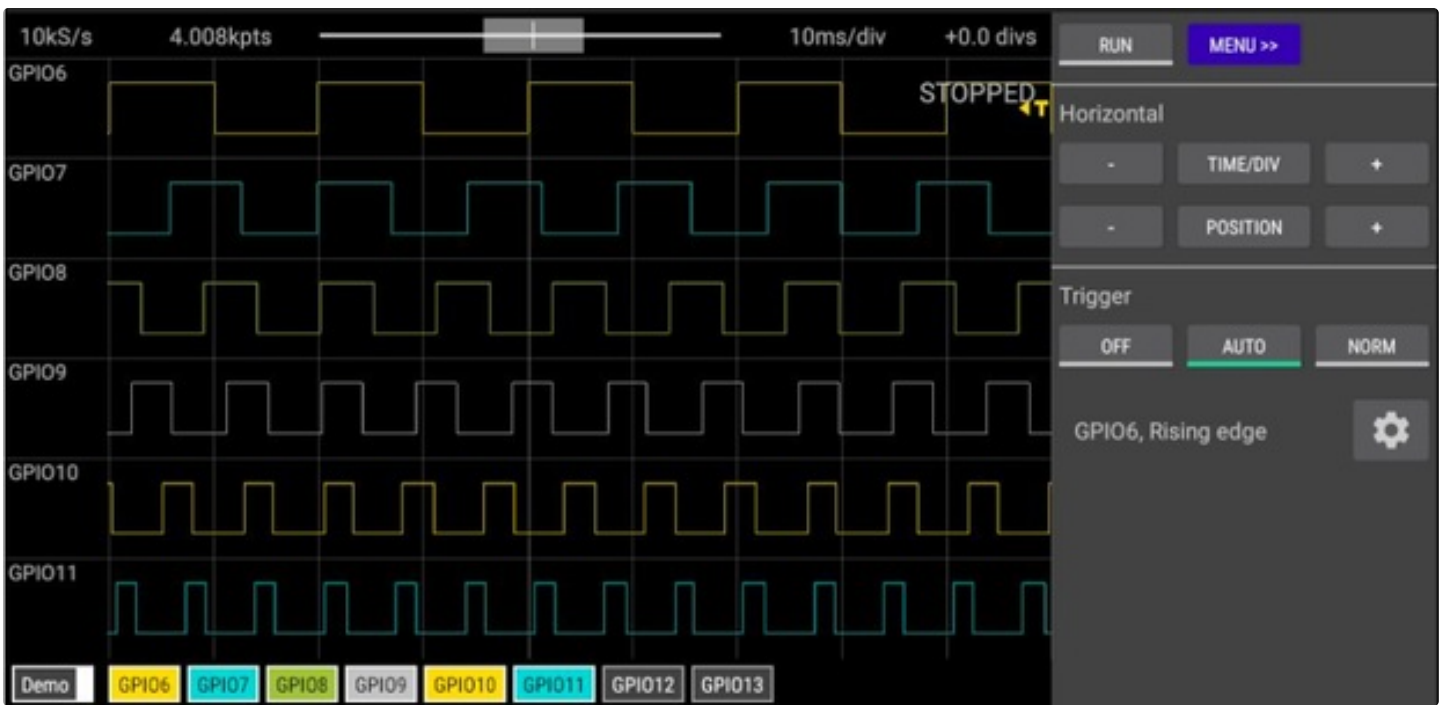 10kS/s 4.008kpts 10ms/div +0.0 divs RUN MENU >>
GPIO6
STOPPED
T
Horizontal
- TIME/DIV +
GPIO7
- POSITION +
GPIO8
Trigger
OFF AUTO NORM
GPIO9
GPIO6, Rising edge
GPIO10
GPIO11
Demo GPIO6 GPIO7 GPIO8 GPIO9 GPIO10 GPIO11 GPIO12 GPIO13